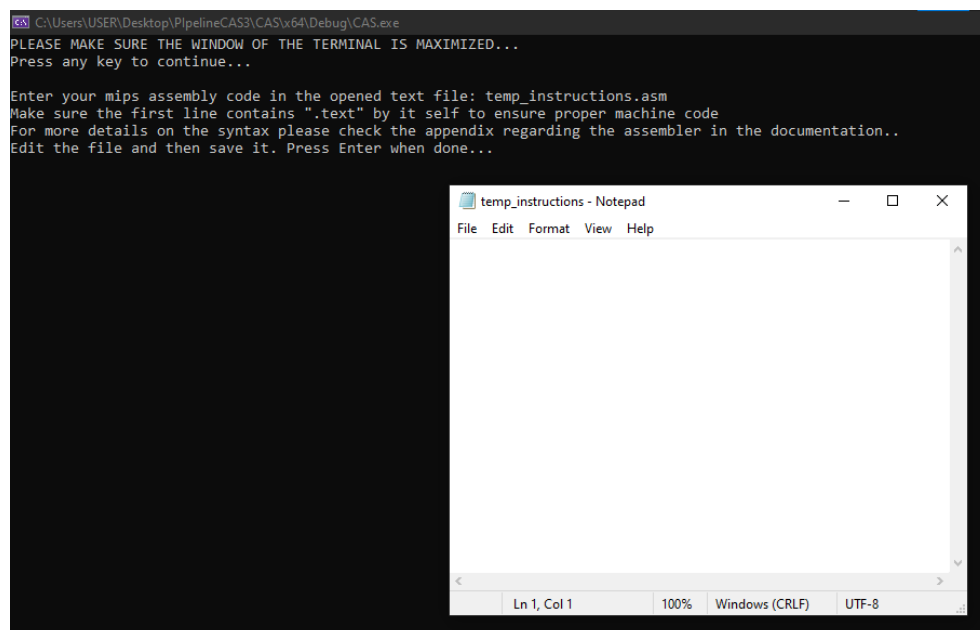 C:\Users\USER\Desktop\PIpelineCAS3\CAS\x64\Debug\CAS.exe
PLEASE MAKE SURE THE WINDOW OF THE TERMINAL IS MAXIMIZED...
Press any key to continue...
Enter your mips assembly code in the opened text file: temp_instructions.asm
Make sure the first line contains ".text" by it self to ensure proper machine code
For more details on the syntax please check the appendix regarding the assembler in the documentation..
Edit the file and then save it. Press Enter when done...
temp_instructions - Notepad
File Edit Format View Help
Ln 1, Col 1 100% Windows (CRLF) UTF-8